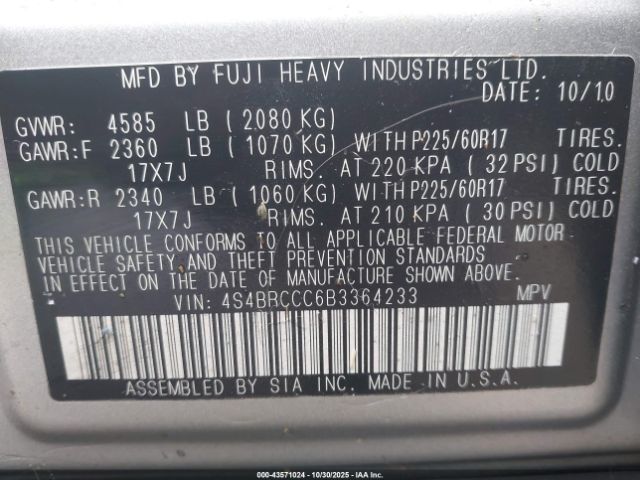 MFD BY FUJI HEAVY INDUSTRIES LTD.
DATE: 10/10
GVWR: 4585 LB (2080 KG)
GAWR:F 2360 LB (1070 KG) WITH P225/60R17 TIRES.
17X7J RIMS. AT 220 KPA (32 PSI) COLD
GAWR:R 2340 LB (1060 KG) WITH P225/60R17 TIRES.
17X7J RIMS. AT 210 KPA (30 PSI) COLD
THIS VEHICLE CONFORMS TO ALL APPLICABLE FEDERAL MOTOR
VEHICLE SAFETY AND THEFT PREVENTION STANDARDS
IN EFFECT ON THE DATE OF MANUFACTURE SHOWN ABOVE.
VIN: 4S4BRCCC6B3364233 MPV
ASSEMBLED BY SIA INC. MADE IN U.S.A.
000-43571024 - 10/30/2025 - www.iaai.com